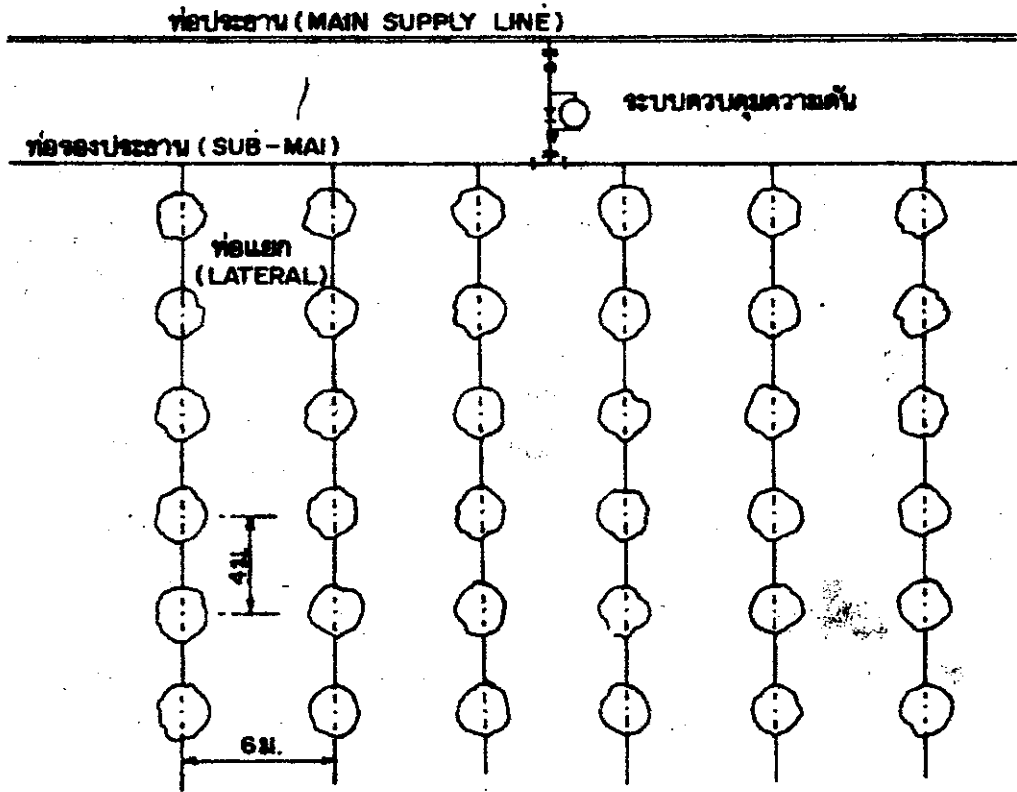 ท่อประธาน (MAIN SUPPLY LINE)
ระบบควบคุมความดัน
ท่อรองประธาน (SUB-MAI)
ท่อแยก
(LATERAL)
4 ม.
6 ม.